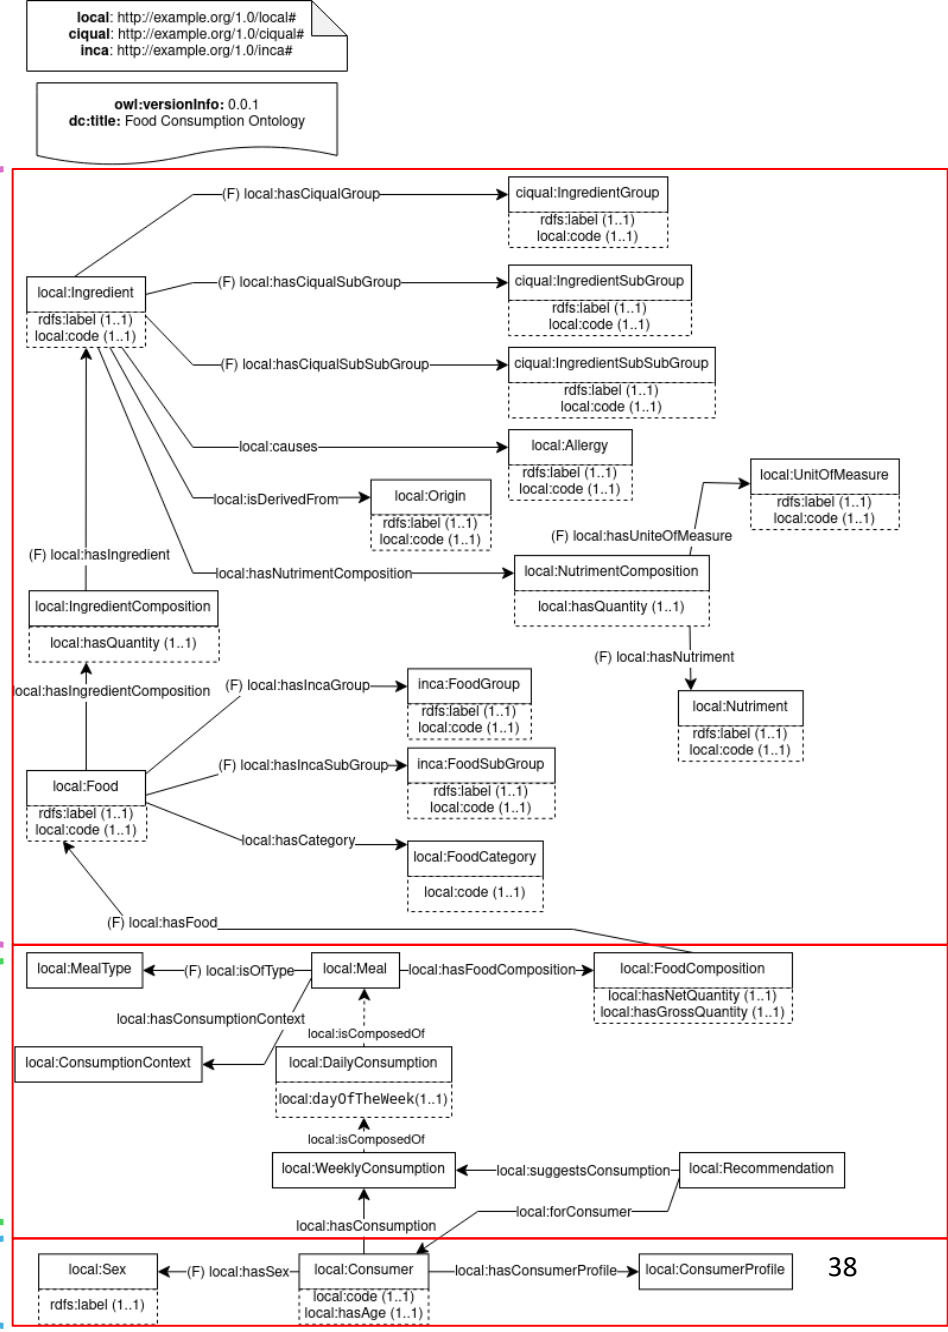 local: http://example.org/1.0/local#
ciqual: http://example.org/1.0/ciqual#
inca: http://example.org/1.0/inca#
owl:versionInfo: 0.0.1
dc:title: Food Consumption Ontology
(F) local:hasCiqualGroup
ciqual:IngredientGroup
rdfs:label (1..1)
local:code (1..1)
local:Ingredient
rdfs:label (1..1)
local:code (1..1)
(F) local:hasCiqualSubGroup
ciqual:IngredientSubGroup
rdfs:label (1..1)
local:code (1..1)
(F) local:hasCiqualSubSubGroup
ciqual:IngredientSubSubGroup
rdfs:label (1..1)
local:code (1..1)
local:causes
local:Allergy
rdfs:label (1..1)
local:code (1..1)
local:isDerivedFrom
local:Origin
rdfs:label (1..1)
local:code (1..1)
local:UnitOfMeasure
rdfs:label (1..1)
local:code (1..1)
(F) local:hasUniteOfMeasure
(F) local:hasIngredient
local:hasNutrimentComposition
local:NutrimentComposition
local:hasQuantity (1..1)
local:IngredientComposition
local:hasQuantity (1..1)
(F) local:hasNutriment
local:Nutriment
rdfs:label (1..1)
local:code (1..1)
local:hasIngredientComposition
(F) local:hasIncaGroup
inca:FoodGroup
rdfs:label (1..1)
local:code (1..1)
local:Food
rdfs:label (1..1)
local:code (1..1)
(F) local:hasIncaSubGroup
inca:FoodSubGroup
rdfs:label (1..1)
local:code (1..1)
local:hasCategory
local:FoodCategory
local:code (1..1)
(F) local:hasFood
local:MealType
(F) local:isOfType
local:Meal
local:hasFoodComposition
local:FoodComposition
local:hasNetQuantity (1..1)
local:hasGrossQuantity (1..1)
local:hasConsumptionContext
local:isComposedOf
local:ConsumptionContext
local:DailyConsumption
local:dayOfTheWeek(1..1)
local:isComposedOf
local:WeeklyConsumption
local:suggestsConsumption
local:Recommendation
local:forConsumer
local:hasConsumption
local:Sex
rdfs:label (1..1)
(F) local:hasSex
local:Consumer
local:code (1..1)
local:hasAge (1..1)
local:hasConsumerProfile
local:ConsumerProfile
38